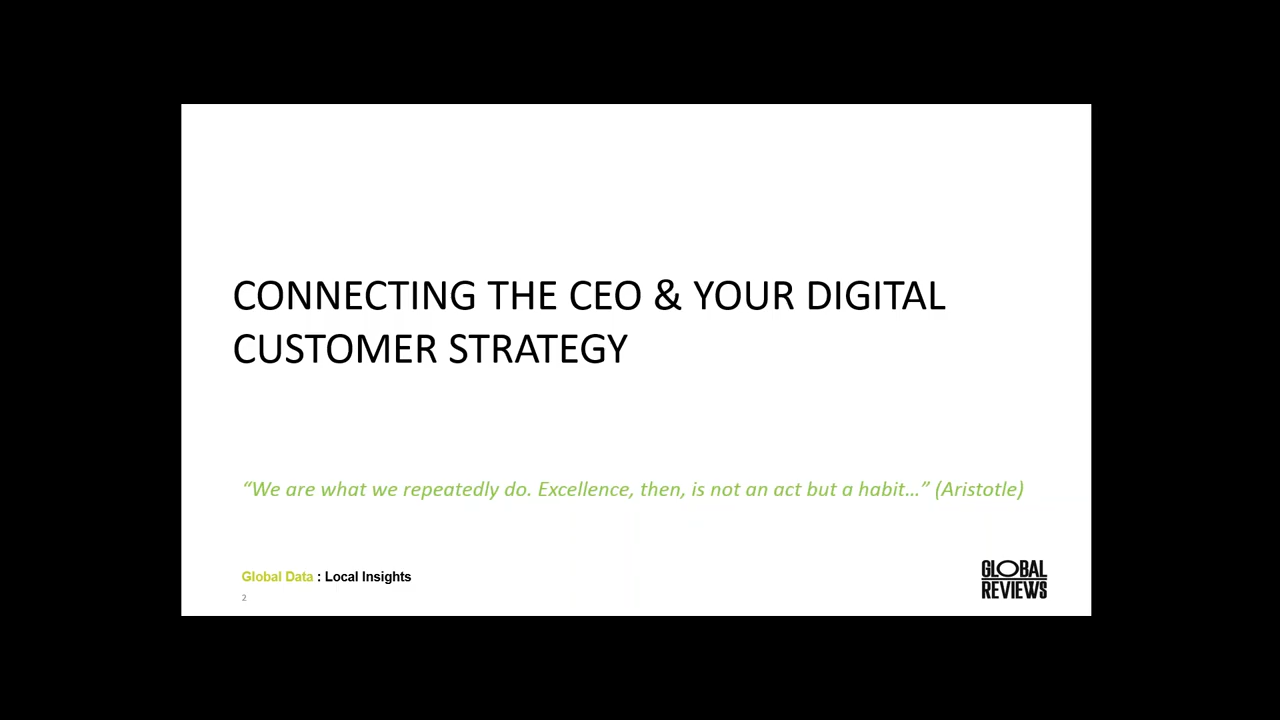 CONNECTING THE CEO & YOUR DIGITAL
CUSTOMER STRATEGY
“We are what we repeatedly do. Excellence, then, is not an act but a habit…” (Aristotle)
Global Data : Local Insights
2
GLOBAL
REVIEWS